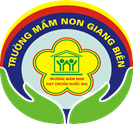 TRƯỜNG MẦM NON GIANG BIÊN
TRƯỜNG MẦM NON
ĐẠT CHUẨN QUỐC GIA